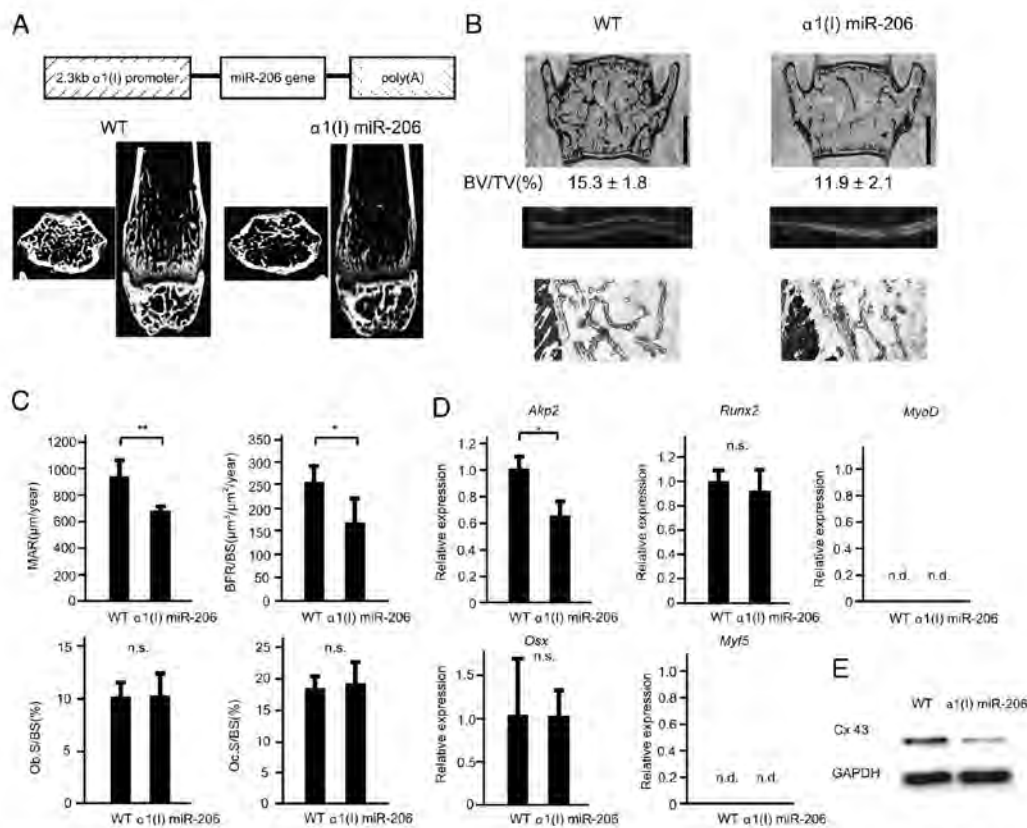 A
2.3kb α1(I) promoter
miR-206 gene
poly(A)
WT
α1(I) miR-206
B
WT
α1(I) miR-206
BV/TV(%)
15.3 ± 1.8
11.9 ± 2.1
C
MAR(μm/year)
1200
1000
800
600
400
200
0
**
WT α1(I) miR-206
BFR/BS(μm³/μm²/year)
350
300
250
200
150
100
50
0
*
WT α1(I) miR-206
Ob.S/BS(%)
15
10
5
0
n.s.
WT α1(I) miR-206
Oc.S/BS(%)
25
20
15
10
5
0
n.s.
WT α1(I) miR-206
D
Akp2
Relative expression
1.2
1.0
0.8
0.6
0.4
0.2
0
*
WT α1(I) miR-206
Runx2
Relative expression
1.4
1.2
1.0
0.8
0.6
0.4
0.2
0
n.s.
WT α1(I) miR-206
MyoD
Relative expression
1.0
0.8
0.6
0.4
0.2
0
n.d. n.d.
WT α1(I) miR-206
Osx
Relative expression
1.5
1.0
0.5
0
n.s.
WT α1(I) miR-206
Myf5
Relative expression
1.0
0.8
0.6
0.4
0.2
0
n.d. n.d.
WT α1(I) miR-206
E
WT α1(I) miR-206
Cx 43
GAPDH